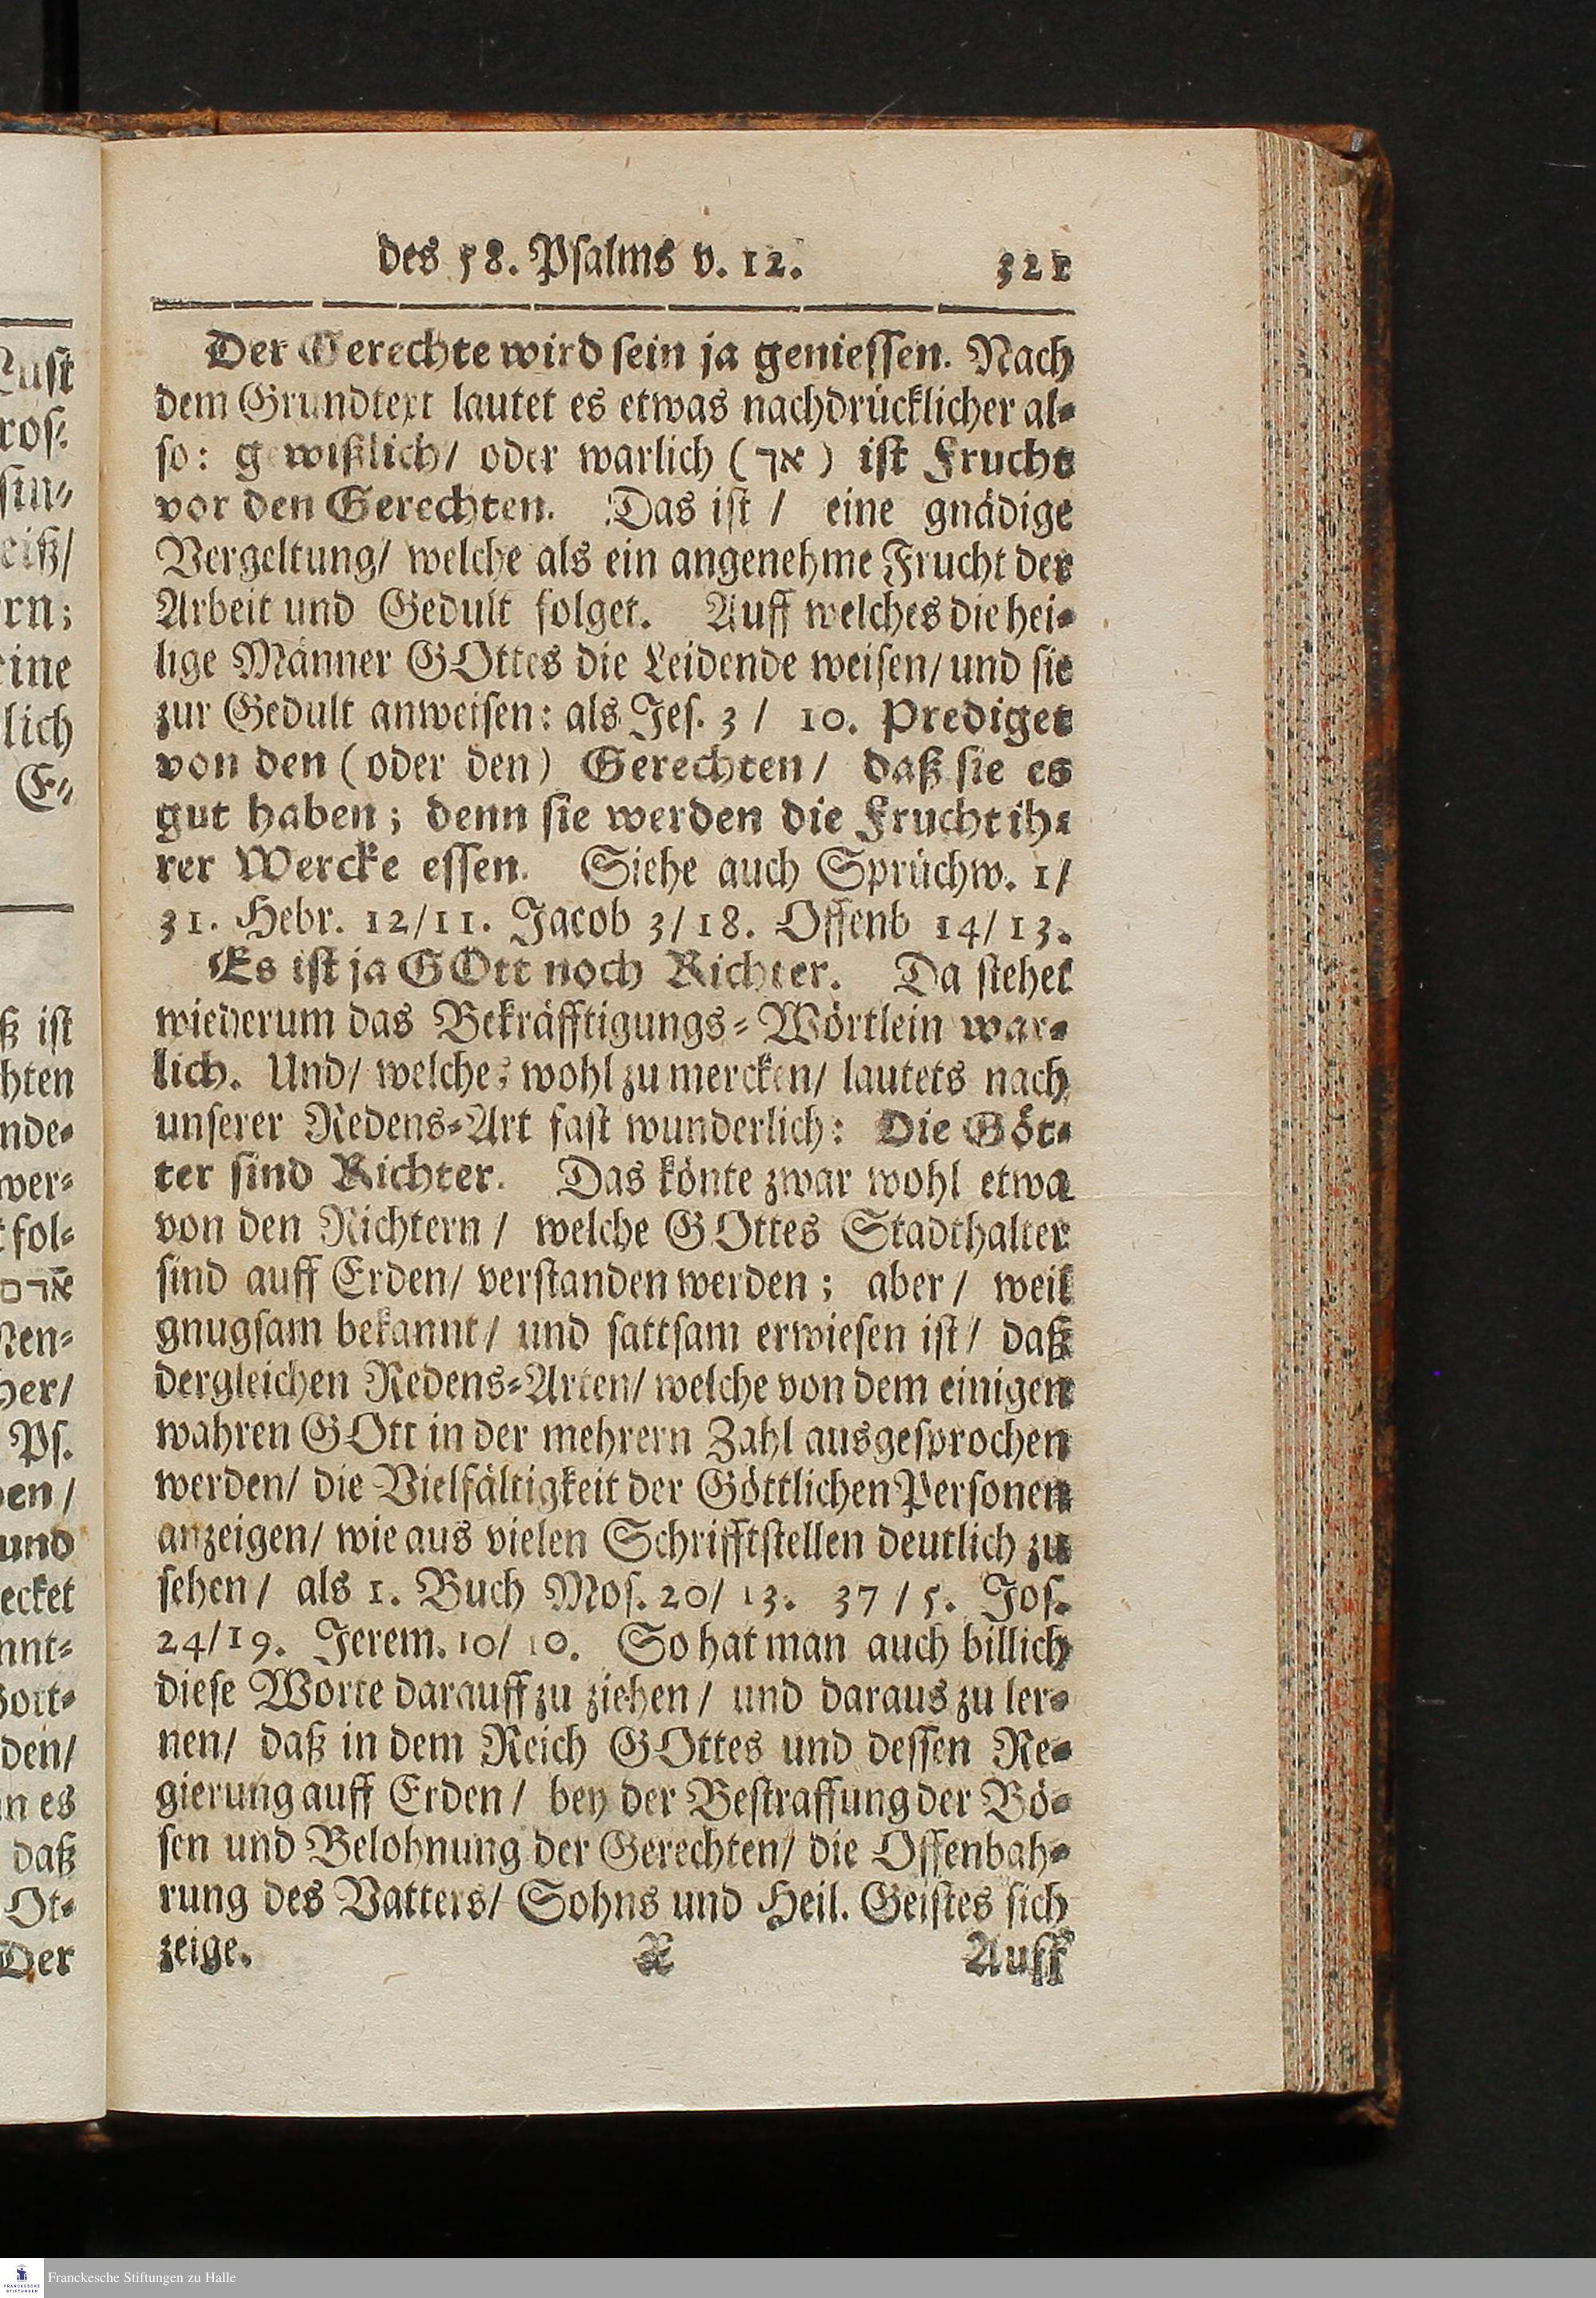 des 58. Psalms v. 12. 321
Der Gerechte wird sein ja geniessen. Nach
dem Grundtext lautet es etwas nachdrücklicher al-
so: gewißlich/ oder warlich (אך) ist Frucht
vor den Gerechten. Das ist / eine gnädige
Vergeltung/ welche als ein angenehme Frucht der
Arbeit und Gedult folget. Auff welches die hei-
lige Männer GOttes die Leidende weisen/ und sie
zur Gedult anweisen: als Jes. 3 / 10. Prediget
von den (oder den) Gerechten/ daß sie es
gut haben; denn sie werden die Frucht ih-
rer Wercke essen. Siehe auch Sprüchw. 1/
31. Hebr. 12/11. Jacob 3/18. Offenb 14/13.
Es ist ja GOtt noch Richter. Da stehet
wiederum das Bekräfftigungs-Wörtlein war-
lich. Und/ welches wohl zu mercken/ lautets nach
unserer Redens-Art fast wunderlich: Die Göt-
ter sind Richter. Das könte zwar wohl etwa
von den Richtern / welche GOttes Stadthalter
sind auff Erden/ verstanden werden; aber/ weil
gnugsam bekannt/ und sattsam erwiesen ist/ daß
dergleichen Redens-Arten/ welche von dem einigen
wahren GOtt in der mehrern Zahl ausgesprochen
werden/ die Vielfältigkeit der Göttlichen Personen
anzeigen/ wie aus vielen Schrifftstellen deutlich zu
sehen/ als 1. Buch Mos. 20/ 13. 37 / 5. Jos.
24/19. Jerem. 10/ 10. So hat man auch billich
diese Worte darauff zu ziehen/ und daraus zu ler-
nen/ daß in dem Reich GOttes und dessen Re-
gierung auff Erden/ bey der Bestraffung der Bö-
sen und Belohnung der Gerechten/ die Offenbah-
rung des Vatters/ Sohns und Heil. Geistes sich
zeige. X Auff
ist
und
daß
Der
Franckesche Stiftungen zu Halle